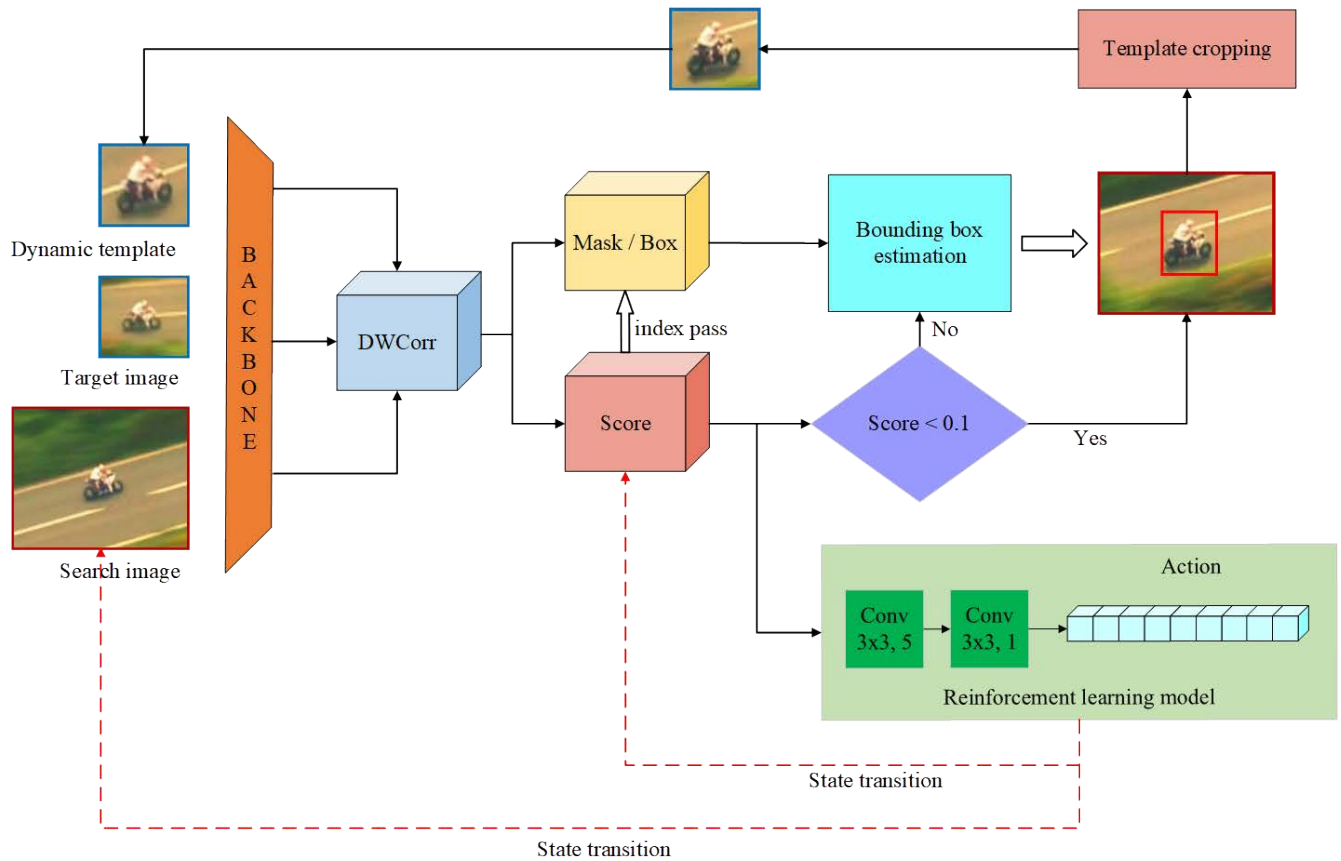 Template cropping
Dynamic template
Target image
Search image
B
A
C
K
B
O
N
E
DWCorr
Mask / Box
index pass
Score
Bounding box
estimation
No
Score < 0.1
Yes
Action
Conv
3x3, 5
Conv
3x3, 1
Reinforcement learning model
State transition
State transition